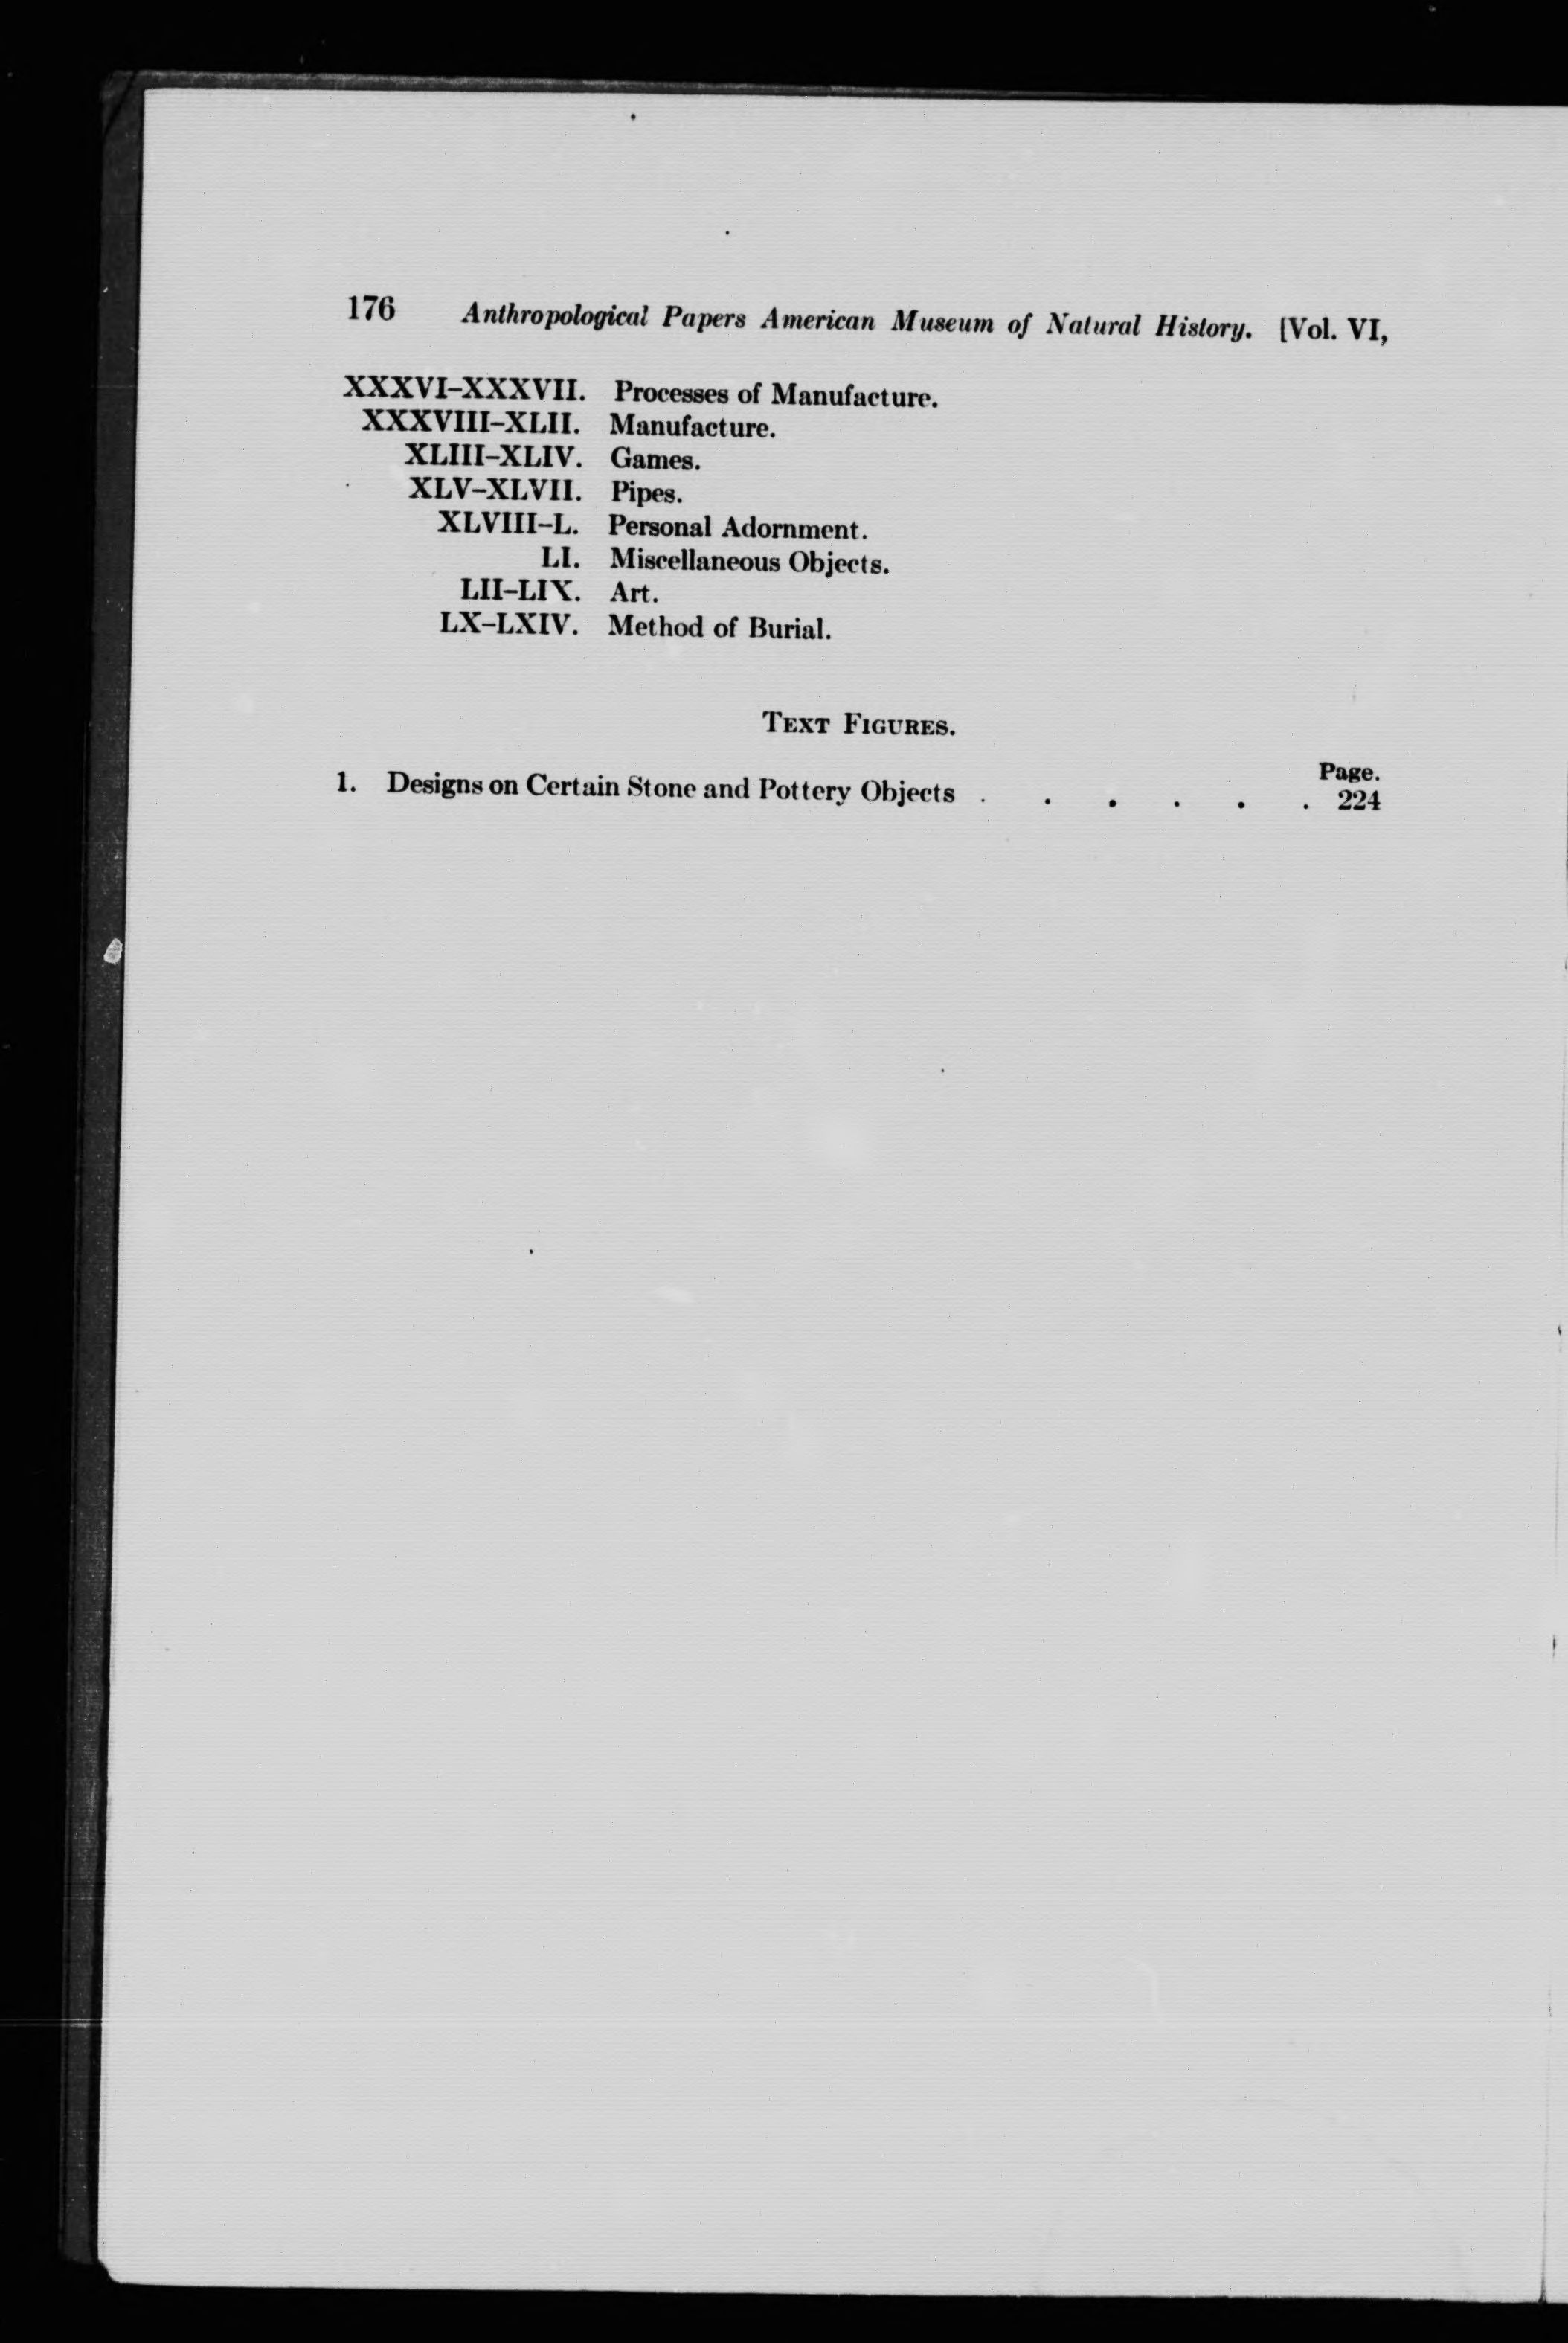 176 Anthropological Papers American Museum of Natural History. [Vol. VI,
XXXVI–XXXVII. Processes of Manufacture.
XXXVIII–XLII. Manufacture.
XLIII–XLIV. Games.
XLV–XLVII. Pipes.
XLVIII–L. Personal Adornment.
LI. Miscellaneous Objects.
LII–LIX. Art.
LX–LXIV. Method of Burial.
TEXT FIGURES.
Page.
1. Designs on Certain Stone and Pottery Objects . . . . . . 224